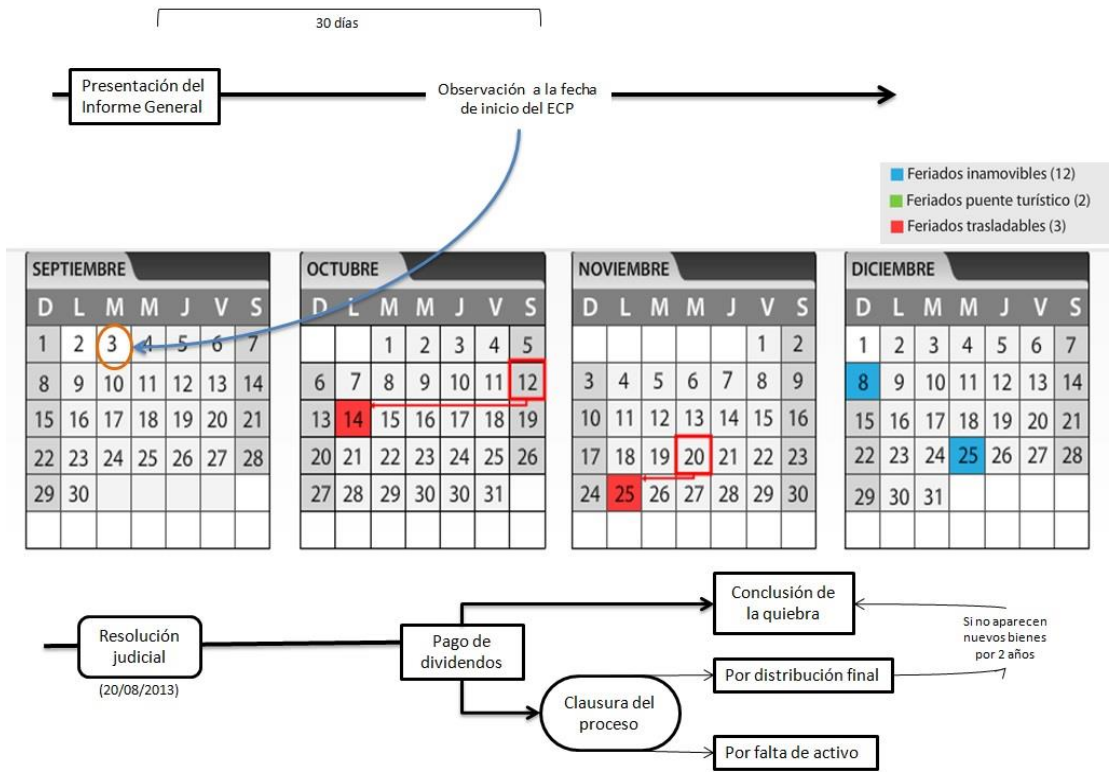 30 días
Presentación del
Informe General
Observación a la fecha
de inicio del ECP
Feriados inamovibles (12)
Feriados puente turístico (2)
Feriados trasladables (3)
SEPTIEMBRE
D L M M J V S
1 2 3 4 5 6 7
8 9 10 11 12 13 14
15 16 17 18 19 20 21
22 23 24 25 26 27 28
29 30
OCTUBRE
D L M M J V S
1 2 3 4 5
6 7 8 9 10 11 12
13 14 15 16 17 18 19
20 21 22 23 24 25 26
27 28 29 30 30 31
NOVIEMBRE
D L M M J V S
1 2
3 4 5 6 7 8 9
10 11 12 13 14 15 16
17 18 19 20 21 22 23
24 25 26 27 28 29 30
DICIEMBRE
D L M M J V S
1 2 3 4 5 6 7
8 9 10 11 12 13 14
15 16 17 18 19 20 21
22 23 24 25 26 27 28
29 30 31
Resolución
judicial
(20/08/2013)
Pago de
dividendos
Conclusión de
la quiebra
Si no aparecen
nuevos bienes
por 2 años
Clausura del
proceso
Por distribución final
Por falta de activo